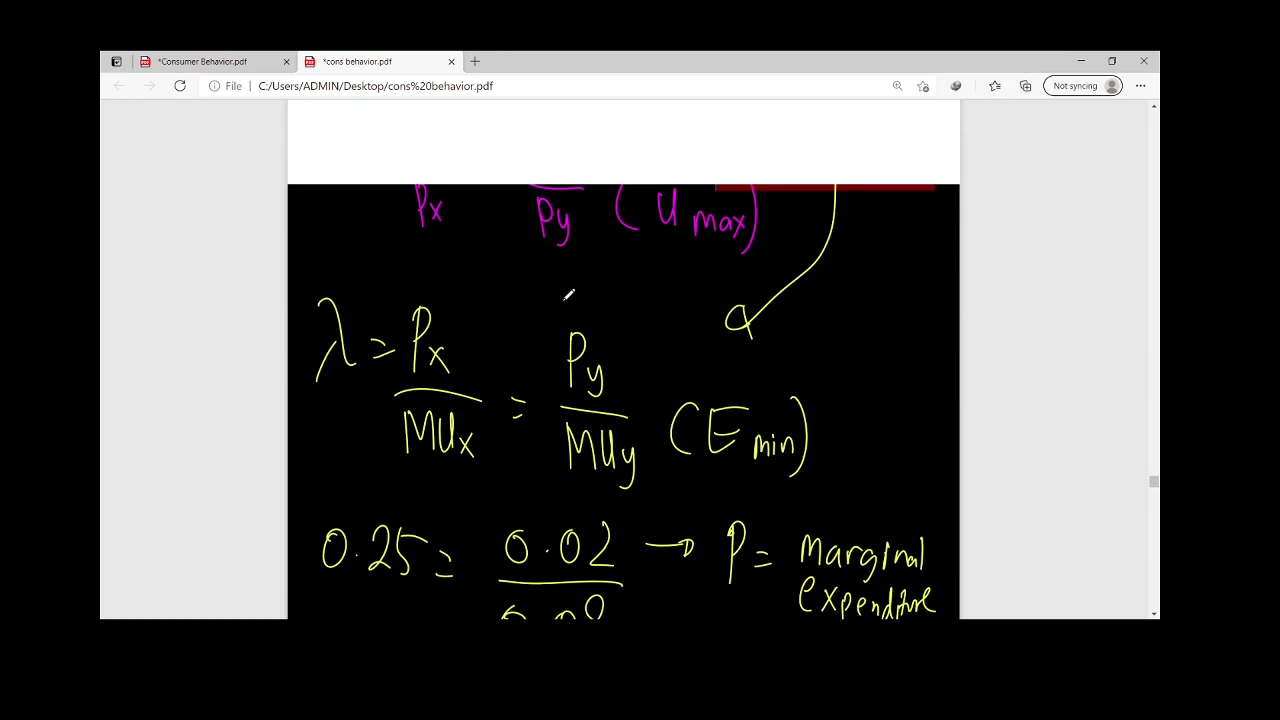 *Consumer Behavior.pdf
*cons behavior.pdf
File | C:/Users/ADMIN/Desktop/cons%20behavior.pdf
Not syncing
Px Py (Umax)
λ = Px = Py (E min)
MUx MUy
0.25 = 0.02 → P = marginal
expenditure